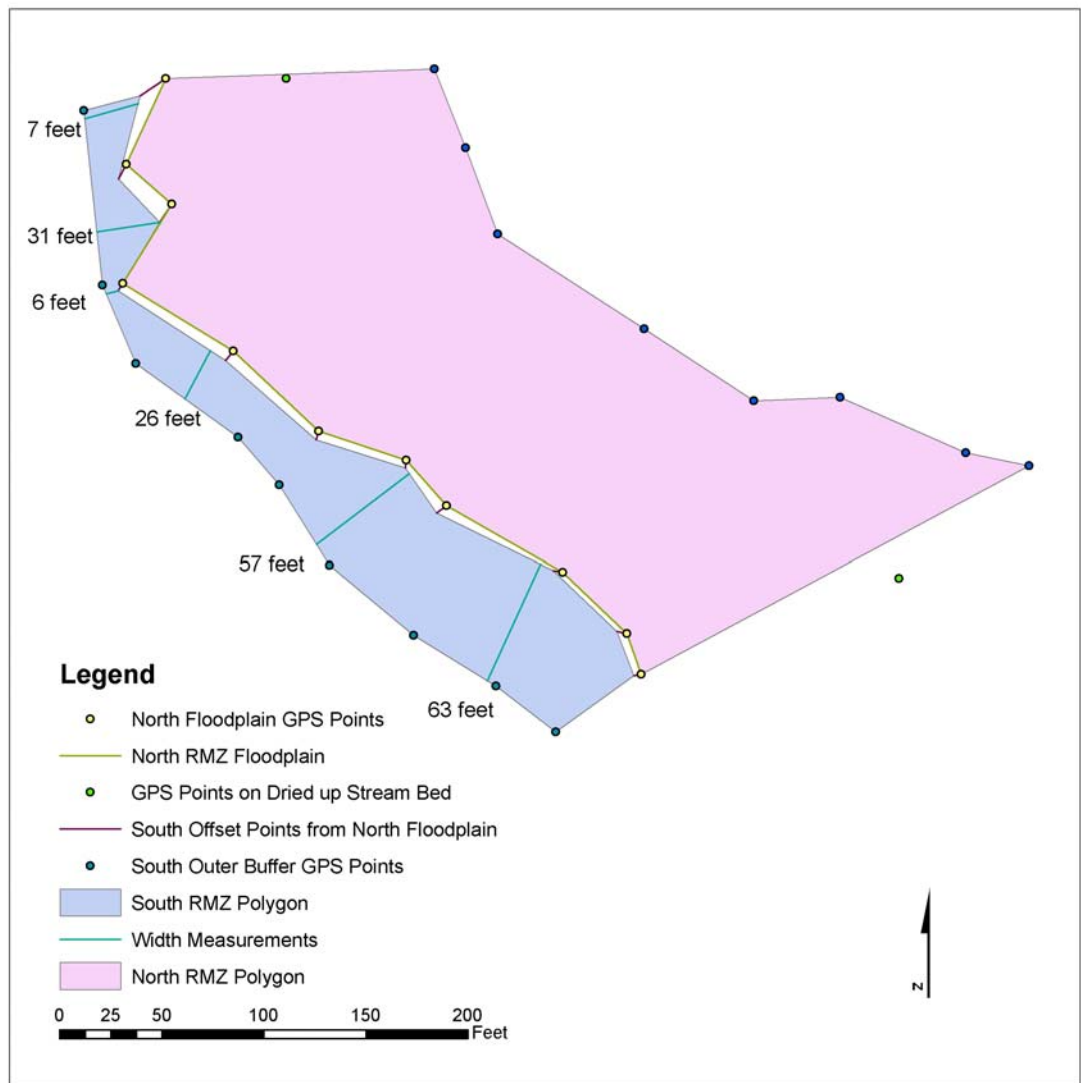 7 feet
31 feet
6 feet
26 feet
57 feet
63 feet
Legend
North Floodplain GPS Points
North RMZ Floodplain
GPS Points on Dried up Stream Bed
South Offset Points from North Floodplain
South Outer Buffer GPS Points
South RMZ Polygon
Width Measurements
North RMZ Polygon
0 25 50 100 150 200
Feet
N